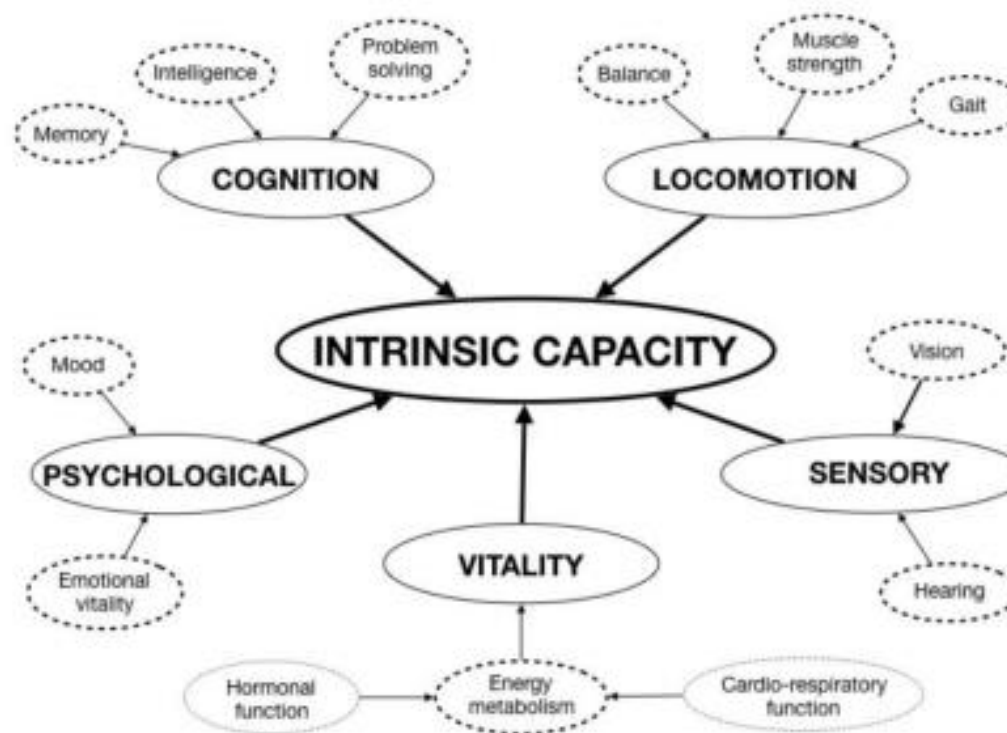 Problem
solving
Intelligence
Memory
COGNITION
Muscle
strength
Balance
Gait
LOCOMOTION
INTRINSIC CAPACITY
Mood
PSYCHOLOGICAL
Emotional
vitality
Vision
SENSORY
Hearing
VITALITY
Hormonal
function
Energy
metabolism
Cardio-respiratory
function